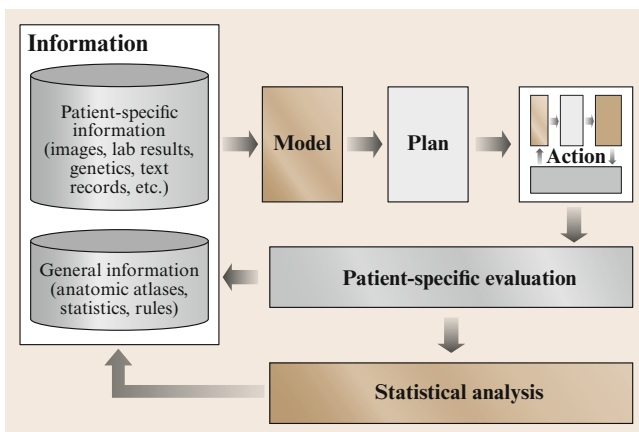 Information
Patient-specific
information
(images, lab results,
genetics, text
records, etc.)
General information
(anatomic atlases,
statistics, rules)
Model
Plan
Action
Patient-specific evaluation
Statistical analysis